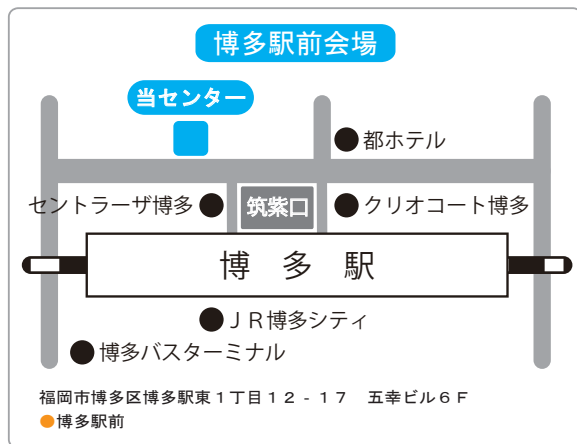 博多駅前会場
当センター
都ホテル
セントラーザ博多
筑紫口
クリオコート博多
博多駅
JR博多シティ
博多バスターミナル
福岡市博多区博多駅東1丁目12-17 五幸ビル6F
博多駅前